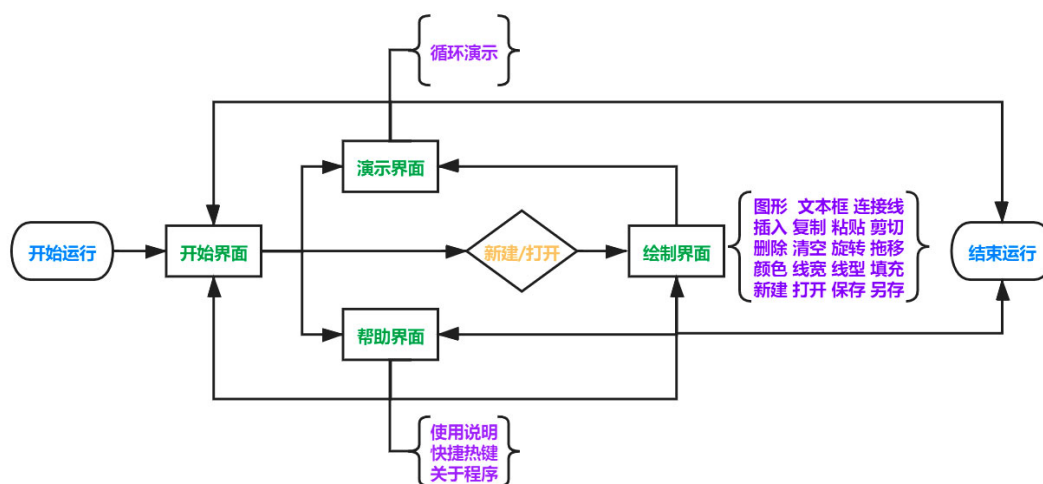 循环演示
演示界面
开始运行
开始界面
新建/打开
绘制界面
图形 文本框 连接线
插入 复制 粘贴 剪切
删除 清空 旋转 拖移
颜色 线宽 线型 填充
新建 打开 保存 另存
结束运行
帮助界面
使用说明
快捷热键
关于程序